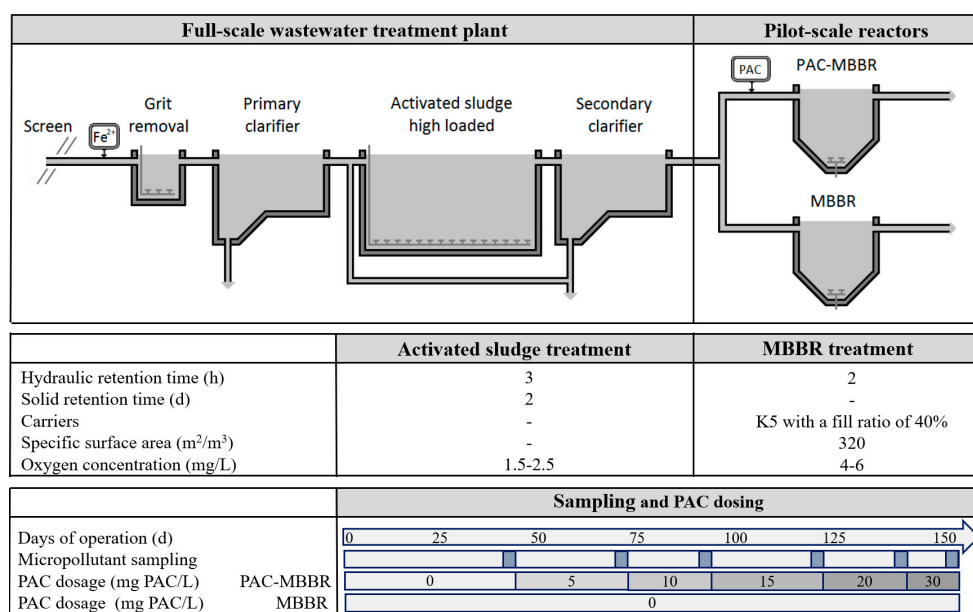 Full-scale wastewater treatment plant Pilot-scale reactors
PAC PAC-MBBR
Screen Grit removal Primary clarifier Activated sludge high loaded Secondary clarifier
Fe2+
MBBR
Activated sludge treatment MBBR treatment
Hydraulic retention time (h) 3 2
Solid retention time (d) 2 -
Carriers - K5 with a fill ratio of 40%
Specific surface area (m²/m³) - 320
Oxygen concentration (mg/L) 1.5-2.5 4-6
Sampling and PAC dosing
Days of operation (d) 0 25 50 75 100 125 150
Micropollutant sampling
PAC dosage (mg PAC/L) PAC-MBBR 0 5 10 15 20 30
PAC dosage (mg PAC/L) MBBR 0